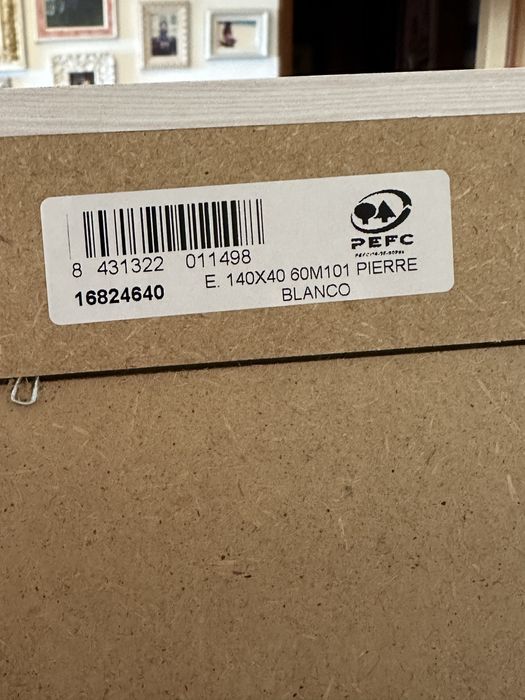 8 431322 011498
16824640
E. 140X40 60M101 PIERRE
BLANCO
PEFC